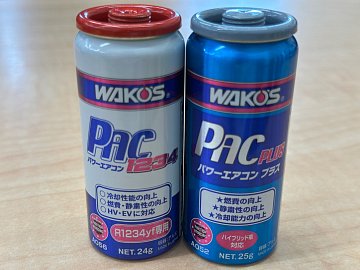 WAKO'S
PAC 1234
パワーエアコン
○冷却性能の向上
○燃費・静粛性の向上
○HV・EVに対応
R1234yf専用
A066
NET. 24g
WAKO'S
PAC PLUS
パワーエアコン プラス
★燃費の向上
★静粛性の向上
★冷却能力の向上
ハイブリッド車
対応
A052
NET. 25g